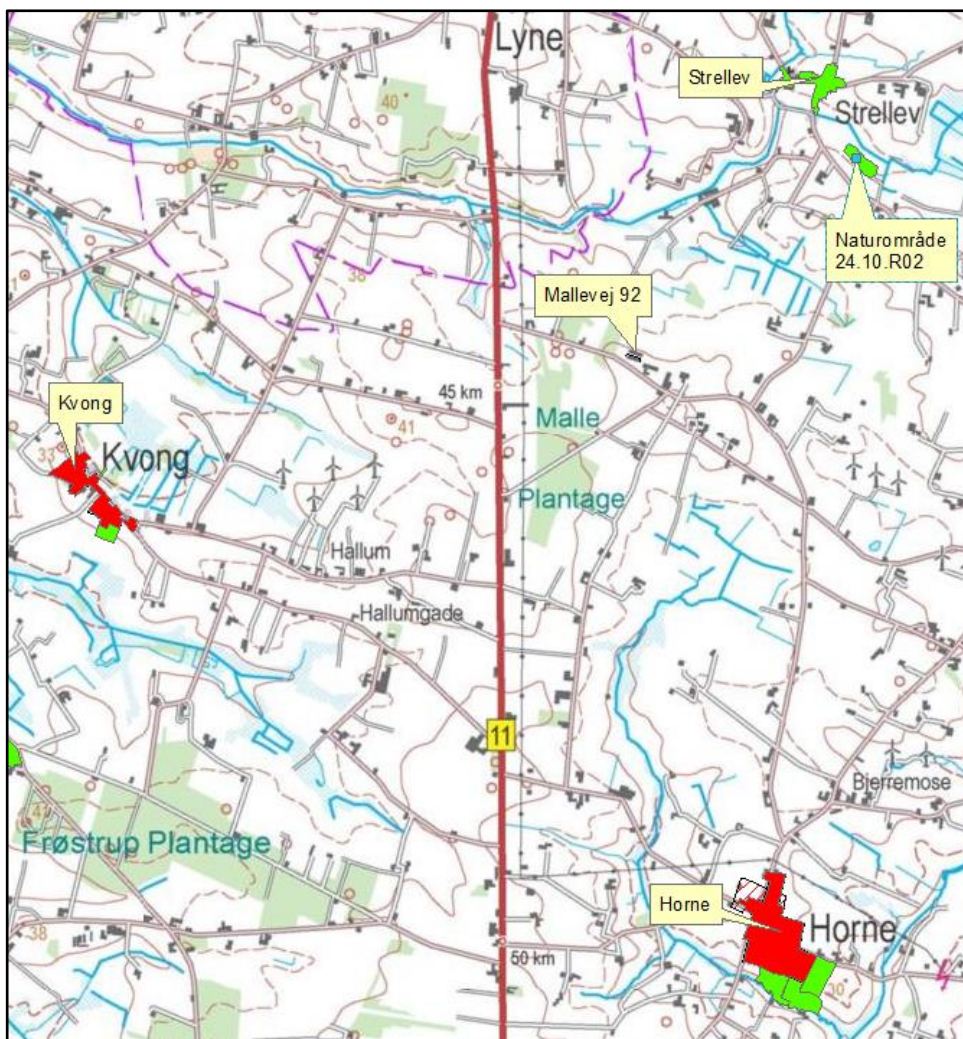 Lyne
Strellev
Strellev
40
Naturområde
24.10.R02
38
Mallevej 92
45 km
Kvong
41
Malle
33
Kvong
Plantage
Hallum
Hallumgade
11
Bjerremose
Frøstrup Plantage
Horne
Horne
38
50 km
30